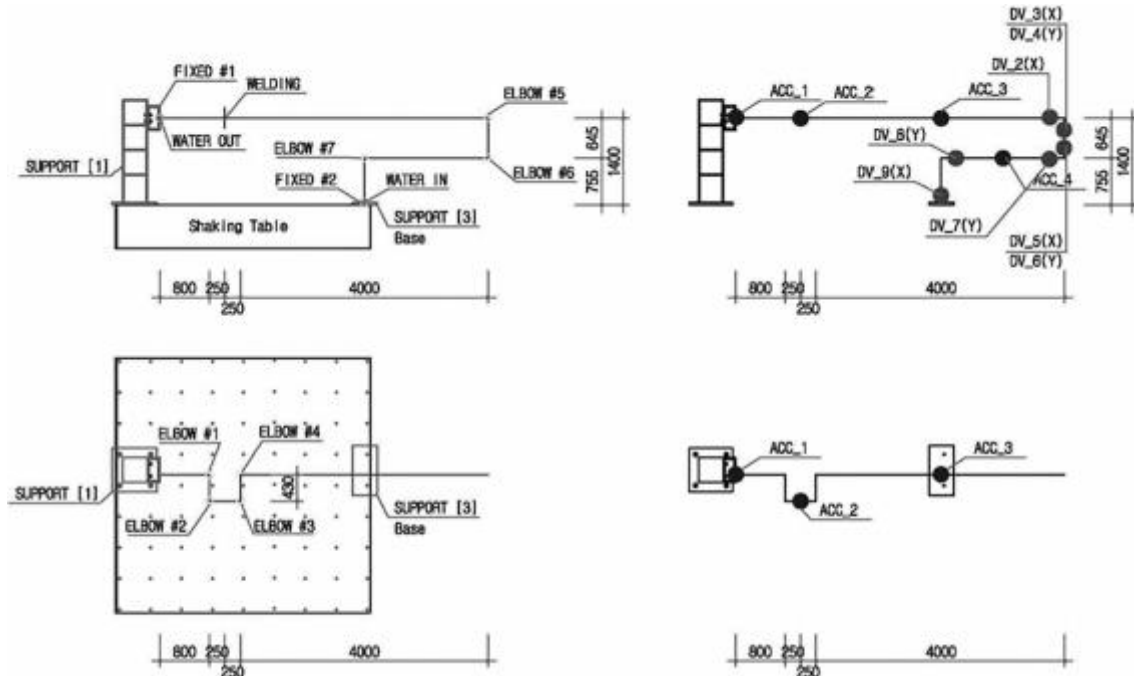 FIXED #1
WELDING
ELBOW #5
WATER OUT
ELBOW #7
SUPPORT [1]
FIXED #2
WATER IN
ELBOW #6
SUPPORT [3]
Base
Shaking Table
645
755
1400
800
250
250
4000
DV_3(X)
DV_4(Y)
DV_2(X)
ACC_1
ACC_2
ACC_3
DV_8(Y)
DV_9(X)
ACC_4
DV_7(Y)
DV_5(X)
DV_6(Y)
645
755
1400
800
250
250
4000
ELBOW #1
ELBOW #4
SUPPORT [1]
430
ELBOW #2
ELBOW #3
SUPPORT [3]
Base
800
250
250
4000
ACC_1
ACC_3
ACC_2
800
250
250
4000